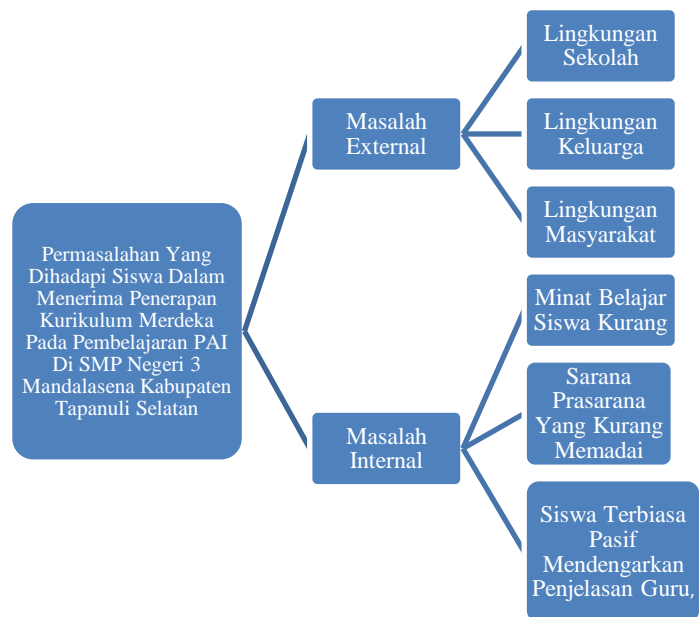 Permasalahan Yang
Dihadapi Siswa Dalam
Menerima Penerapan
Kurikulum Merdeka
Pada Pembelajaran PAI
Di SMP Negeri 3
Mandalasena Kabupaten
Tapanuli Selatan
Masalah
External
Lingkungan
Sekolah
Lingkungan
Keluarga
Lingkungan
Masyarakat
Masalah
Internal
Minat Belajar
Siswa Kurang
Sarana
Prasarana
Yang Kurang
Memadai
Siswa Terbiasa
Pasif
Mendengarkan
Penjelasan Guru,